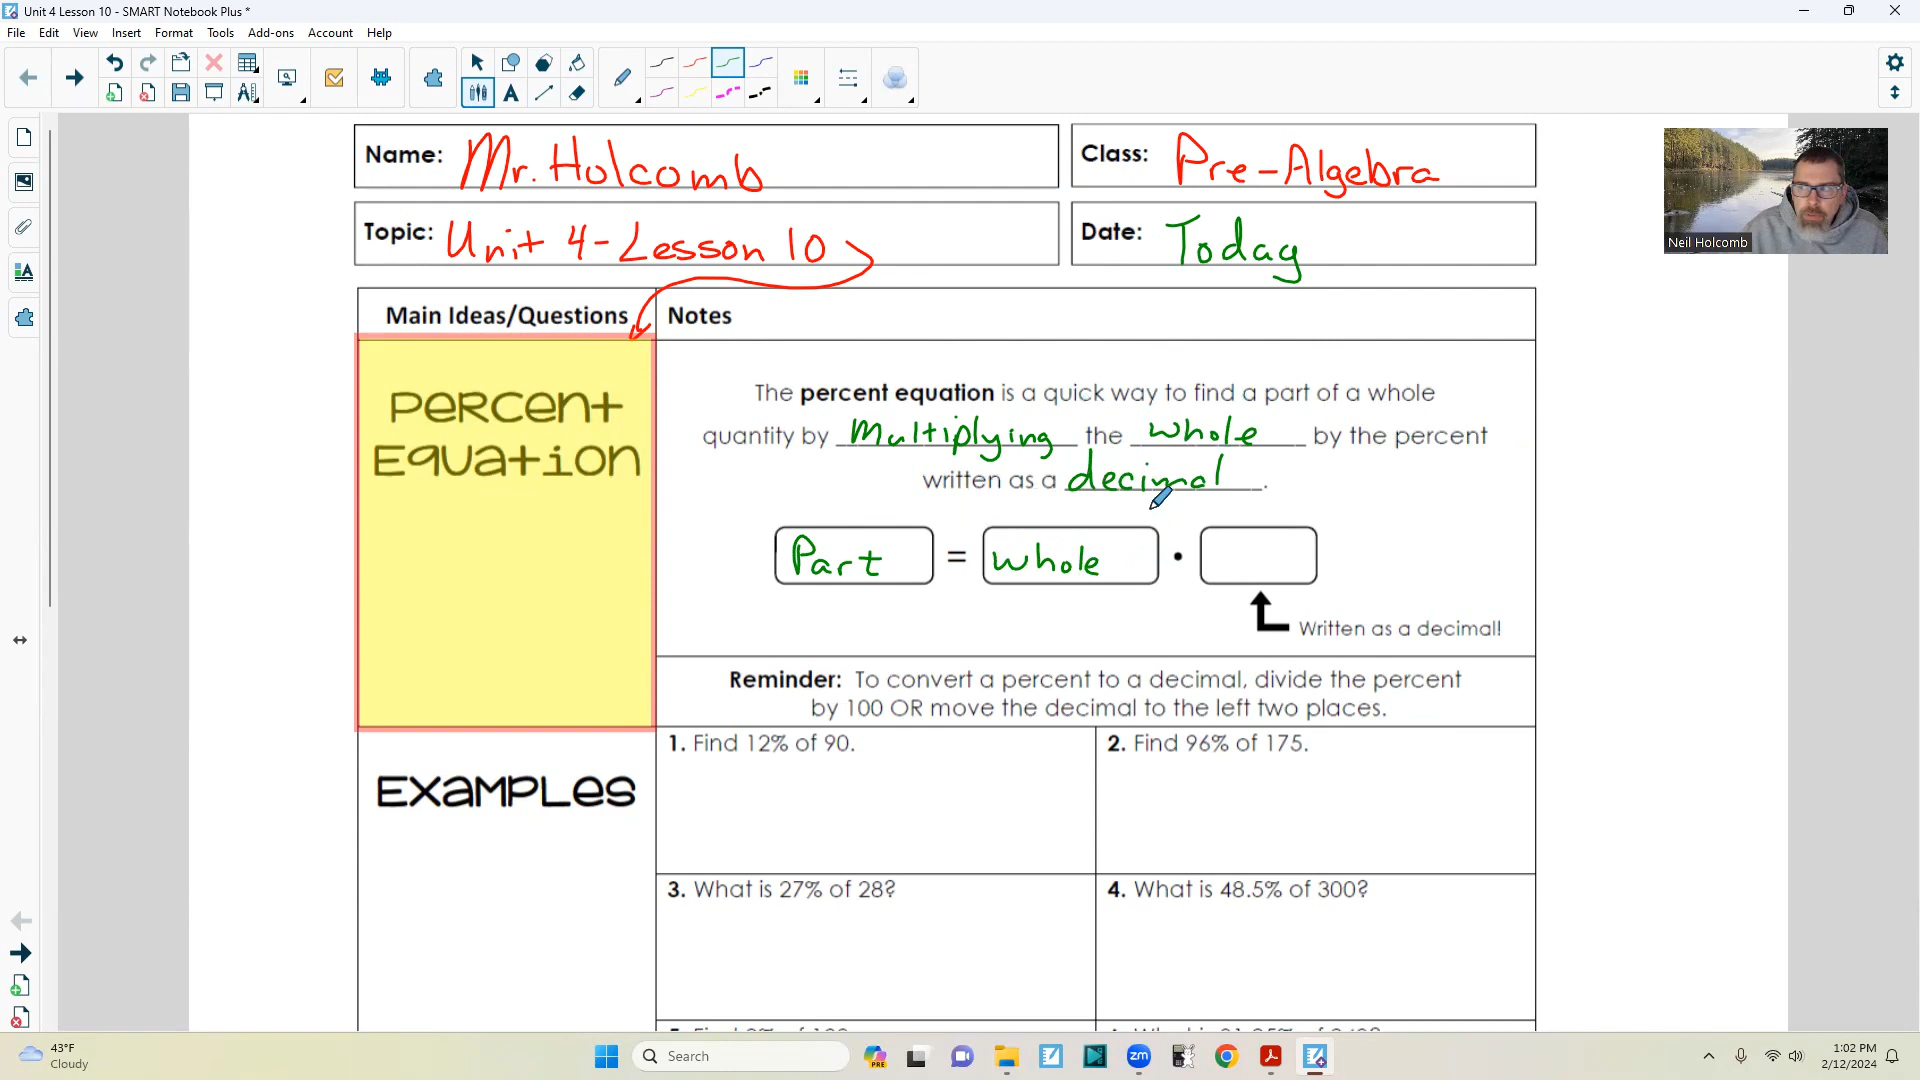 Unit 4 Lesson 10 - SMART Notebook Plus *
File Edit View Insert Format Tools Add-ons Account Help
Name: Mr. Holcomb
Class: Pre-Algebra
Topic: Unit 4 - Lesson 10
Date: Today
Neil Holcomb
Main Ideas/Questions
Notes
Percent
Equation
The percent equation is a quick way to find a part of a whole
quantity by Multiplying the whole by the percent
written as a decimal.
Part = whole •
Written as a decimal!
Reminder: To convert a percent to a decimal, divide the percent
by 100 OR move the decimal to the left two places.
Examples
1. Find 12% of 90.
2. Find 96% of 175.
3. What is 27% of 28?
4. What is 48.5% of 300?
43°F
Cloudy
Search
PRE
zm
1:02 PM
2/12/2024